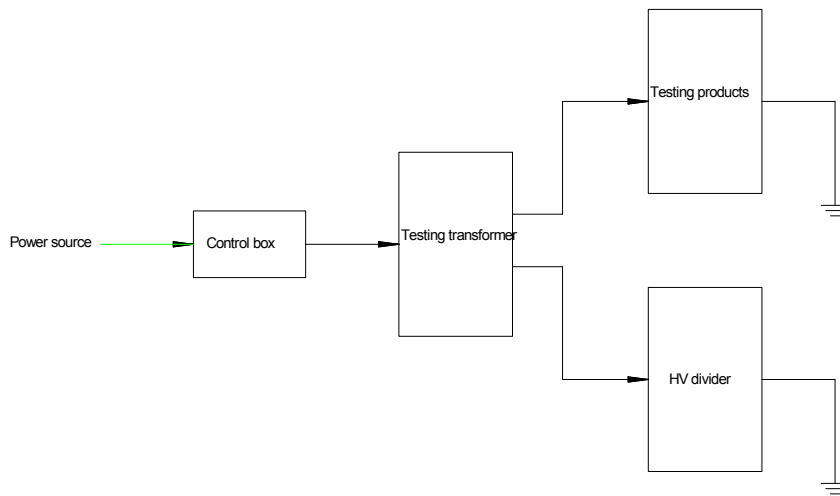 Power source
Control box
Testing transformer
Testing products
HV divider